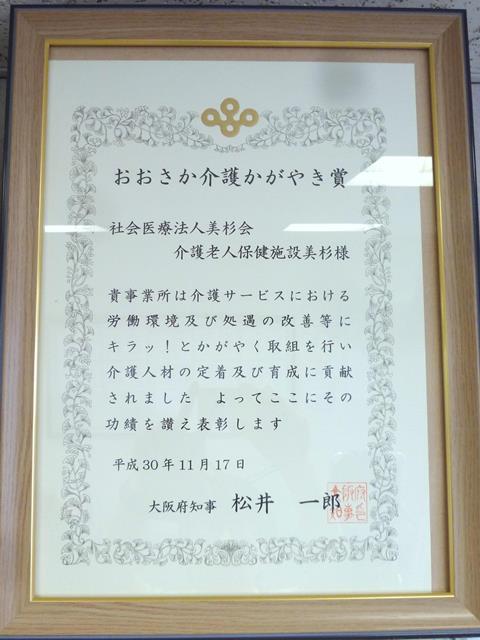 おおさか介護かがやき賞
社会医療法人美杉会
介護老人保健施設美杉様
貴事業所は介護サービスにおける
労働環境及び処遇の改善等に
キラッ！とかがやく取組を行い
介護人材の定着及び育成に貢献
されました　よってここにその
功績を讃え表彰します
平成30年11月17日
大阪府知事　松井　一郎